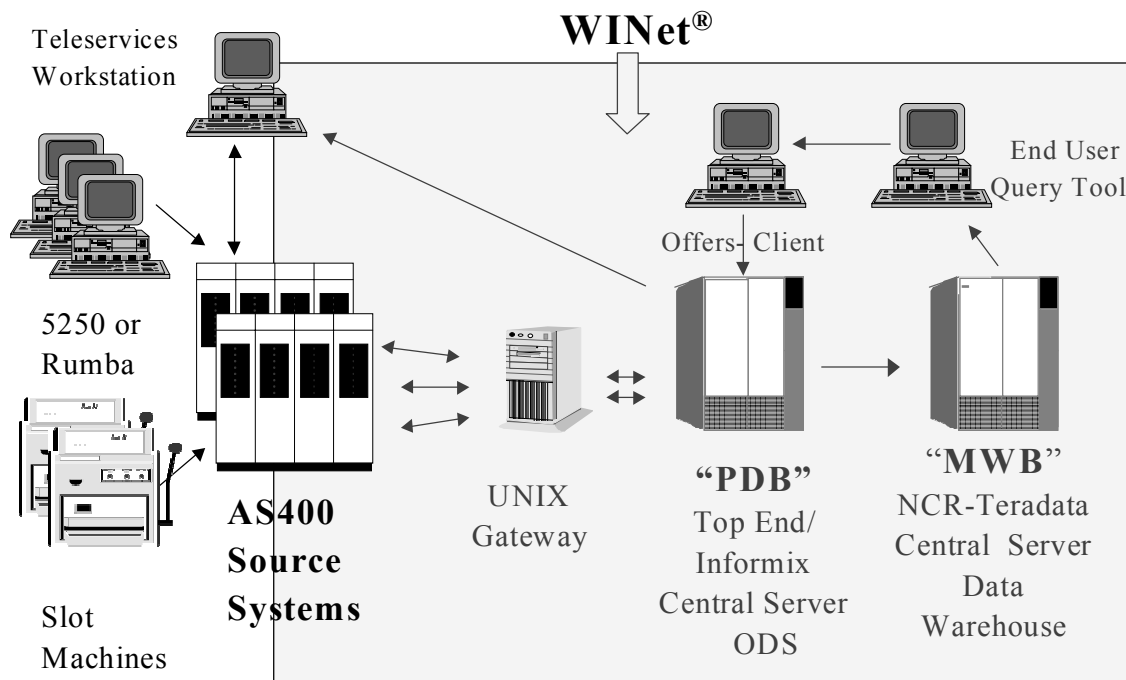 WINet®
Teleservices
Workstation
End User
Query Tool
Offers- Client
5250 or
Rumba
Slot
Machines
AS400
Source
Systems
UNIX
Gateway
“PDB”
Top End/
Informix
Central Server
ODS
“MWB”
NCR-Teradata
Central Server
Data
Warehouse